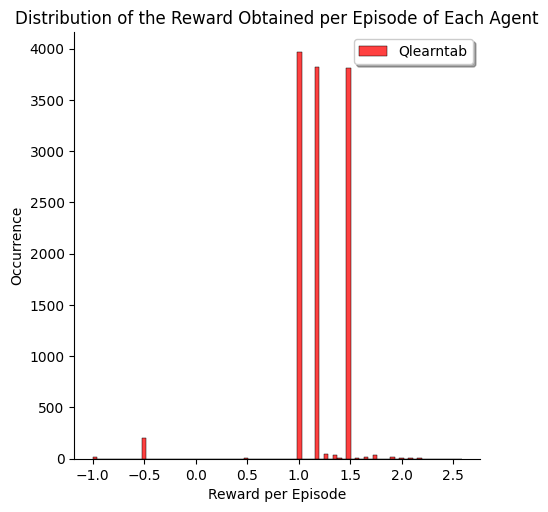 Distribution of the Reward Obtained per Episode of Each Agent
Qlearntab
4000
3500
3000
2500
2000
1500
1000
500
0
Occurrence
−1.0 −0.5 0.0 0.5 1.0 1.5 2.0 2.5
Reward per Episode